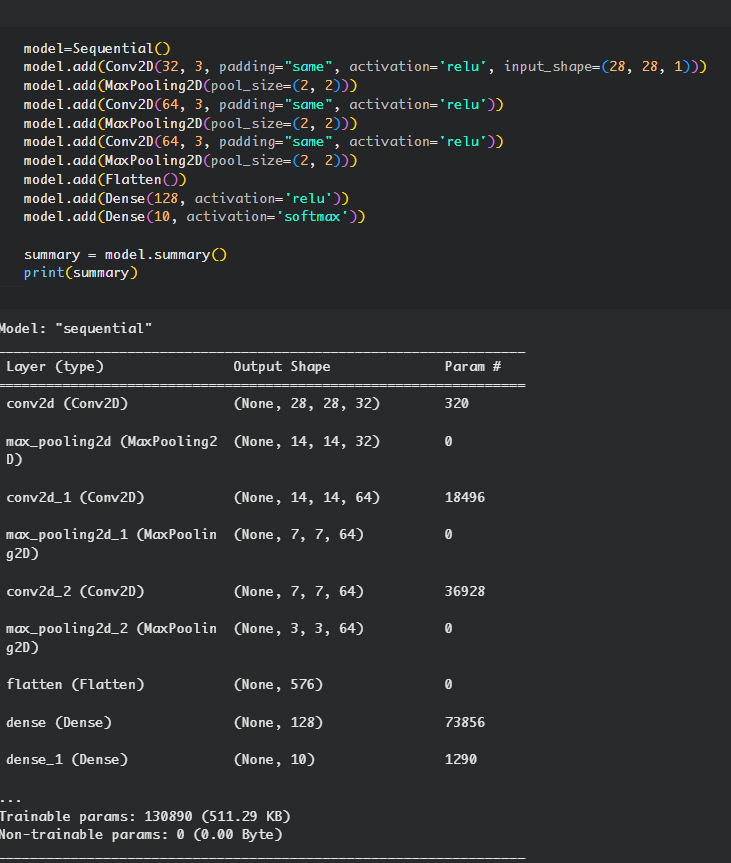 model=Sequential()
model.add(Conv2D(32, 3, padding="same", activation='relu', input_shape=(28, 28, 1)))
model.add(MaxPooling2D(pool_size=(2, 2)))
model.add(Conv2D(64, 3, padding="same", activation='relu'))
model.add(MaxPooling2D(pool_size=(2, 2)))
model.add(Conv2D(64, 3, padding="same", activation='relu'))
model.add(MaxPooling2D(pool_size=(2, 2)))
model.add(Flatten())
model.add(Dense(128, activation='relu'))
model.add(Dense(10, activation='softmax'))
summary = model.summary()
print(summary)
Model: "sequential"
Layer (type) Output Shape Param #
conv2d (Conv2D) (None, 28, 28, 32) 320
max_pooling2d (MaxPooling2 (None, 14, 14, 32) 0
D)
conv2d_1 (Conv2D) (None, 14, 14, 64) 18496
max_pooling2d_1 (MaxPoolin (None, 7, 7, 64) 0
g2D)
conv2d_2 (Conv2D) (None, 7, 7, 64) 36928
max_pooling2d_2 (MaxPoolin (None, 3, 3, 64) 0
g2D)
flatten (Flatten) (None, 576) 0
dense (Dense) (None, 128) 73856
dense_1 (Dense) (None, 10) 1290
...
Trainable params: 130890 (511.29 KB)
Non-trainable params: 0 (0.00 Byte)